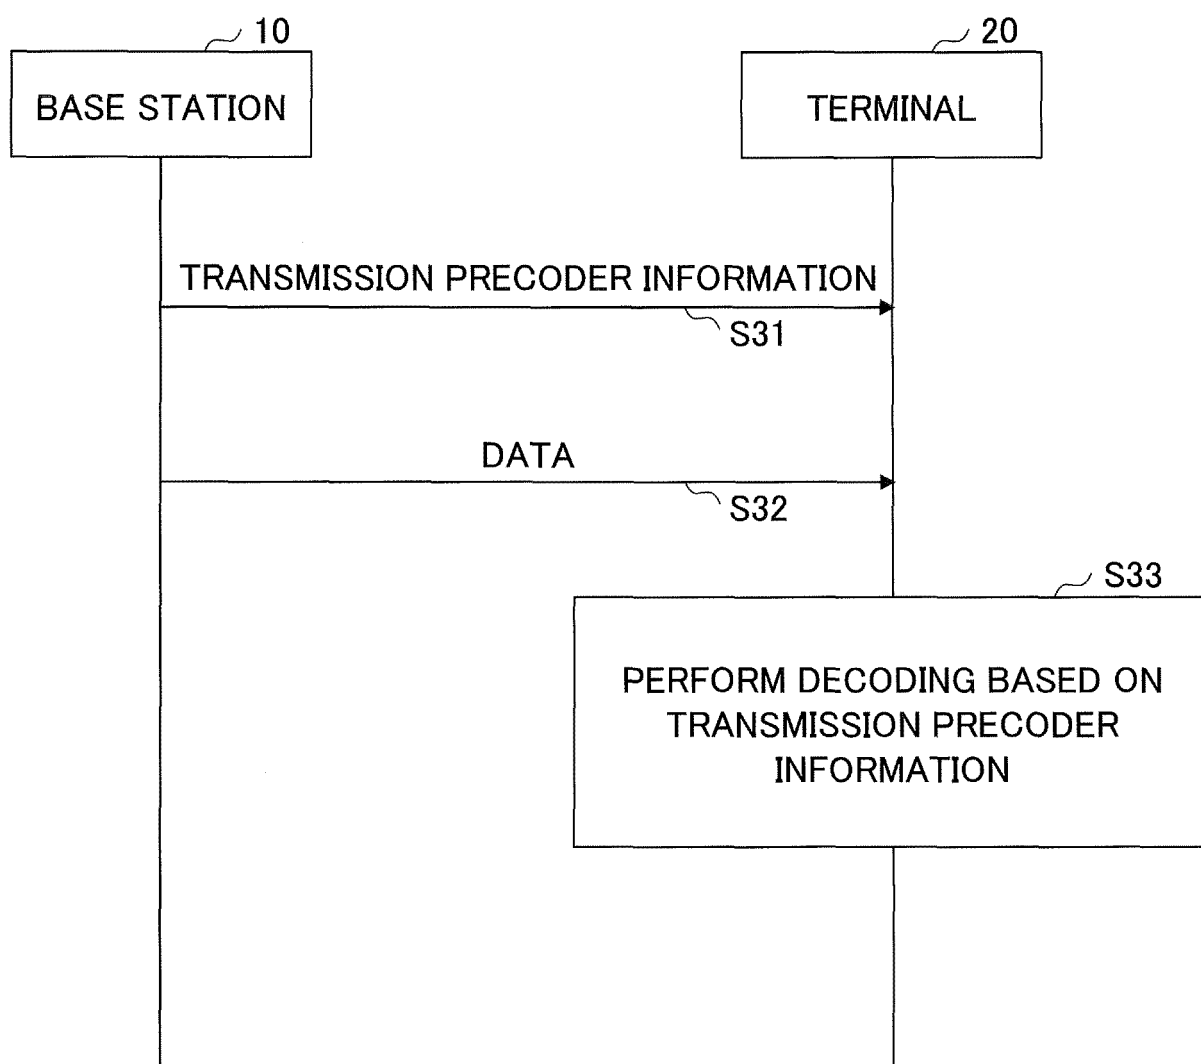 10
20
BASE STATION
TERMINAL
TRANSMISSION PRECODER INFORMATION
S31
DATA
S32
S33
PERFORM DECODING BASED ON
TRANSMISSION PRECODER
INFORMATION